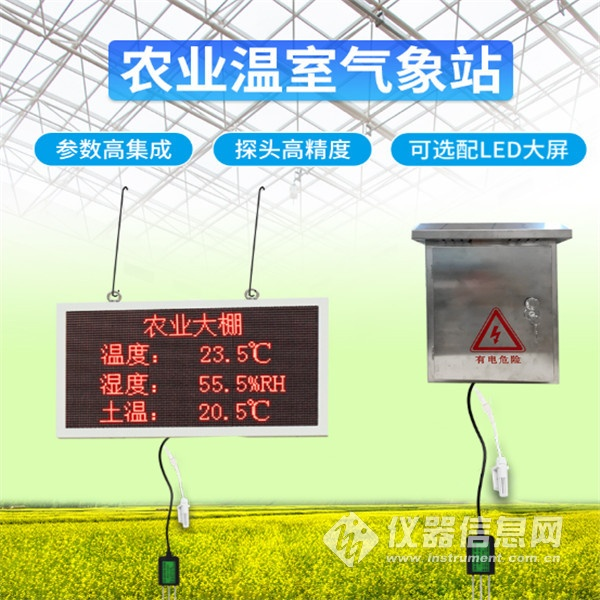 农业温室气象站
参数高集成 探头高精度 可选配LED大屏
农业大棚
温度： 23.5℃
湿度： 55.5%RH
土温： 20.5℃
有电危险
仪器信息网
www.instrument.com.cn